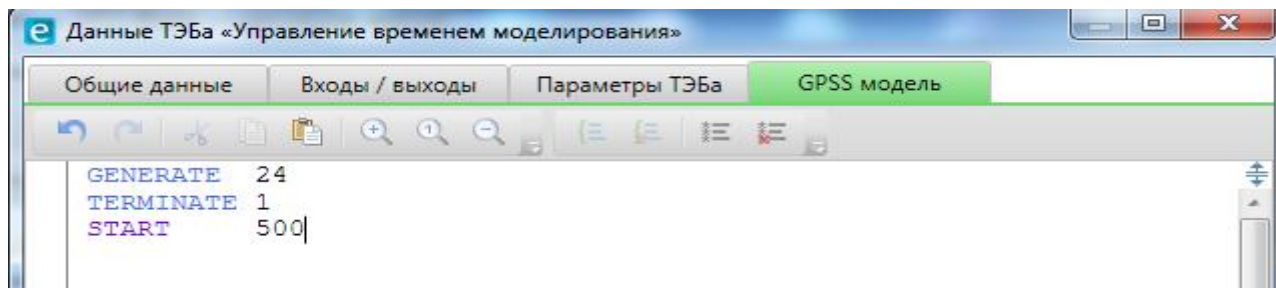 Данные ТЭБа «Управление временем моделирования»
Общие данные Входы / выходы Параметры ТЭБа GPSS модель
GENERATE 24
TERMINATE 1
START 500